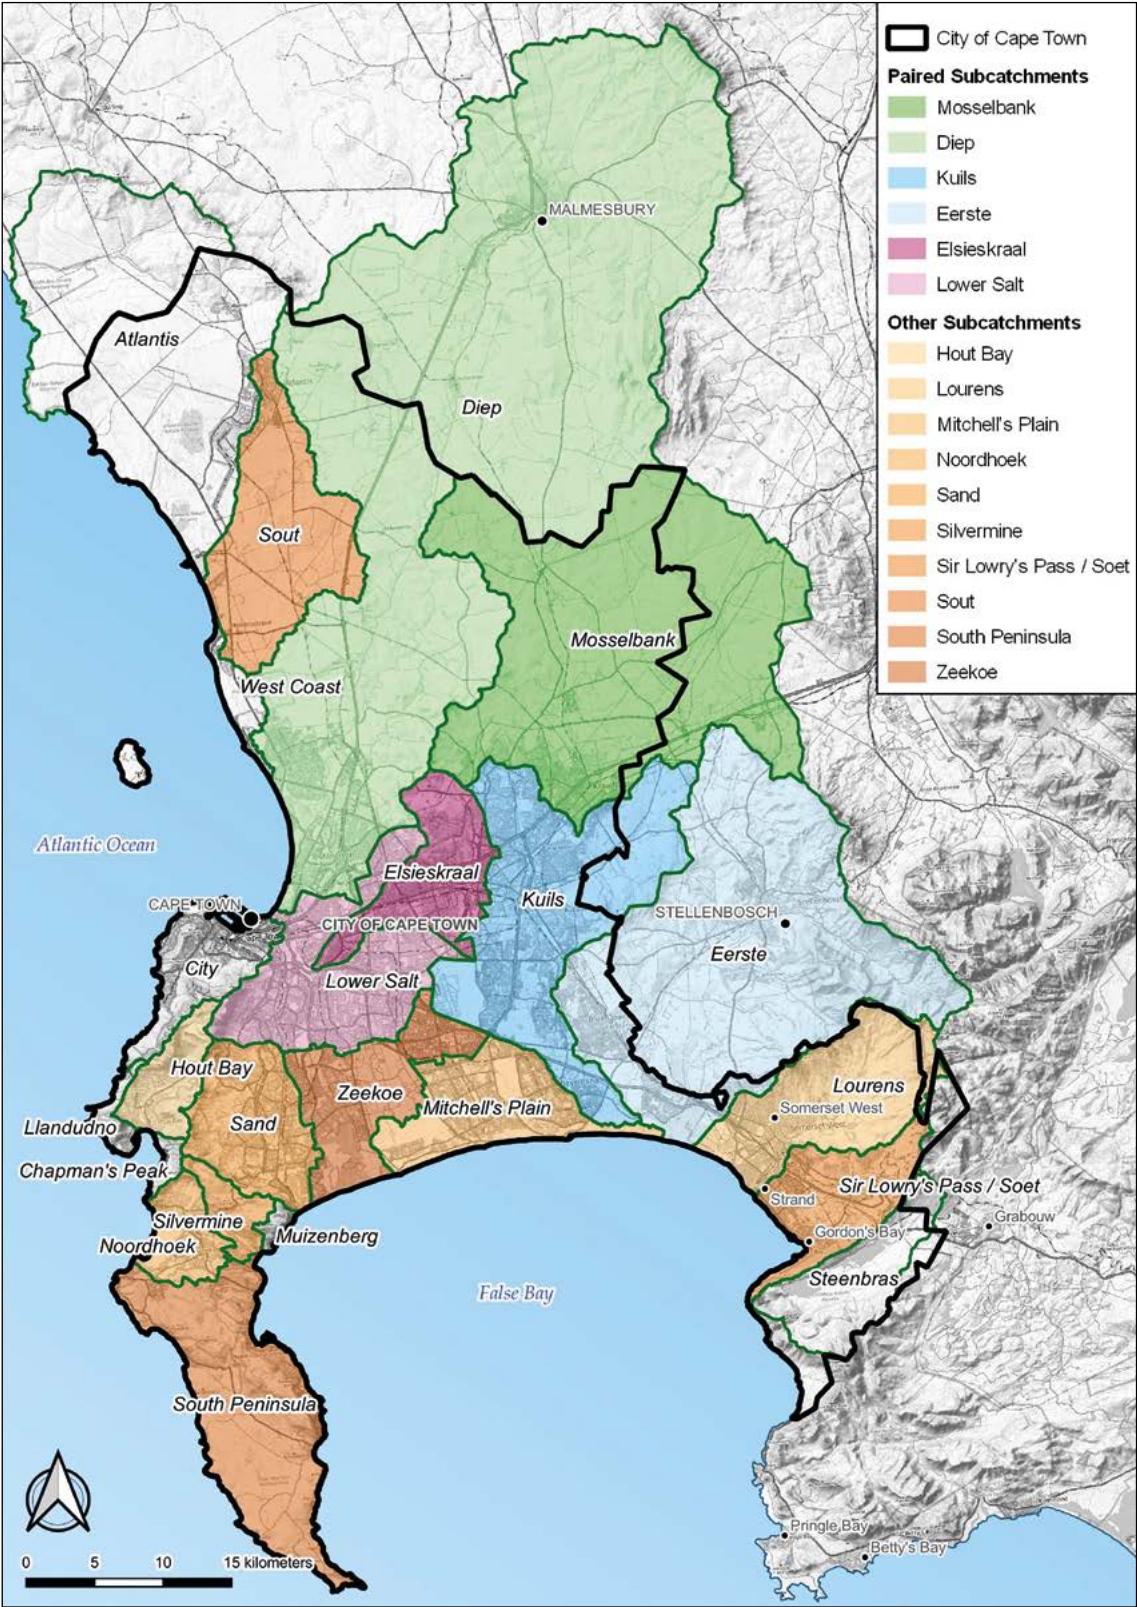 City of Cape Town
Paired Subcatchments
Mosselbank
Diep
Kuils
Eerste
Elsieskraal
Lower Salt
Other Subcatchments
Hout Bay
Lourens
Mitchell's Plain
Noordhoek
Sand
Silvermine
Sir Lowry's Pass / Soet
Sout
South Peninsula
Zeekoe
MALMESBURY
Atlantis
Diep
Sout
Mosselbank
West Coast
Atlantic Ocean
Elsieskraal
Kuils
CAPE TOWN
STELLENBOSCH
CITY OF CAPE TOWN
Eerste
City
Lower Salt
Hout Bay
Lourens
Zeekoe
Mitchell's Plain
Somerset West
Sand
Llandudno
Chapman's Peak
Sir Lowry's Pass / Soet
Strand
Silvermine
Grabouw
Muizenberg
Gordon's Bay
Noordhoek
Steenbras
False Bay
South Peninsula
Pringle Bay
Betty's Bay
0 5 10 15 kilometers